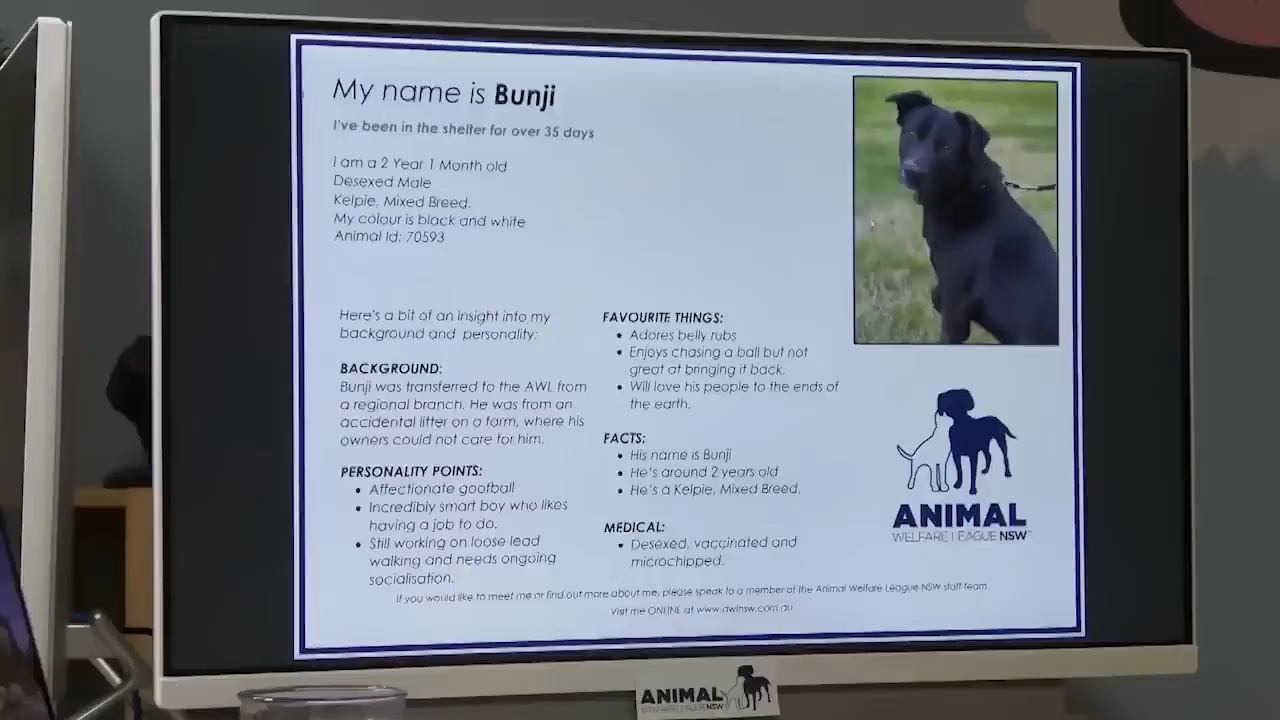 My name is Bunji
I've been in the shelter for over 35 days
I am a 2 Year 1 Month old
Desexed Male
Kelpie, Mixed Breed.
My colour is black and white
Animal Id: 70593
Here's a bit of an insight into my
background and personality:
BACKGROUND:
Bunji was transferred to the AWL from
a regional branch. He was from an
accidental litter on a farm, where his
owners could not care for him.
PERSONALITY POINTS:
• Affectionate goofball
• Incredibly smart boy who likes
having a job to do.
• Still working on loose lead
walking and needs ongoing
socialisation.
FAVOURITE THINGS:
• Adores belly rubs
• Enjoys chasing a ball but not
great at bringing it back.
• Will love his people to the ends of
the earth.
FACTS:
• His name is Bunji
• He's around 2 years old
• He's a Kelpie, Mixed Breed.
MEDICAL:
• Desexed, vaccinated and
microchipped.
ANIMAL
WELFARE LEAGUE NSW
If you would like to meet me or find out more about me, please speak to a member of the Animal Welfare League NSW staff team
Visit me ONLINE at www.awlnsw.com.au
ANIMAL
WELFARE LEAGUE NSW